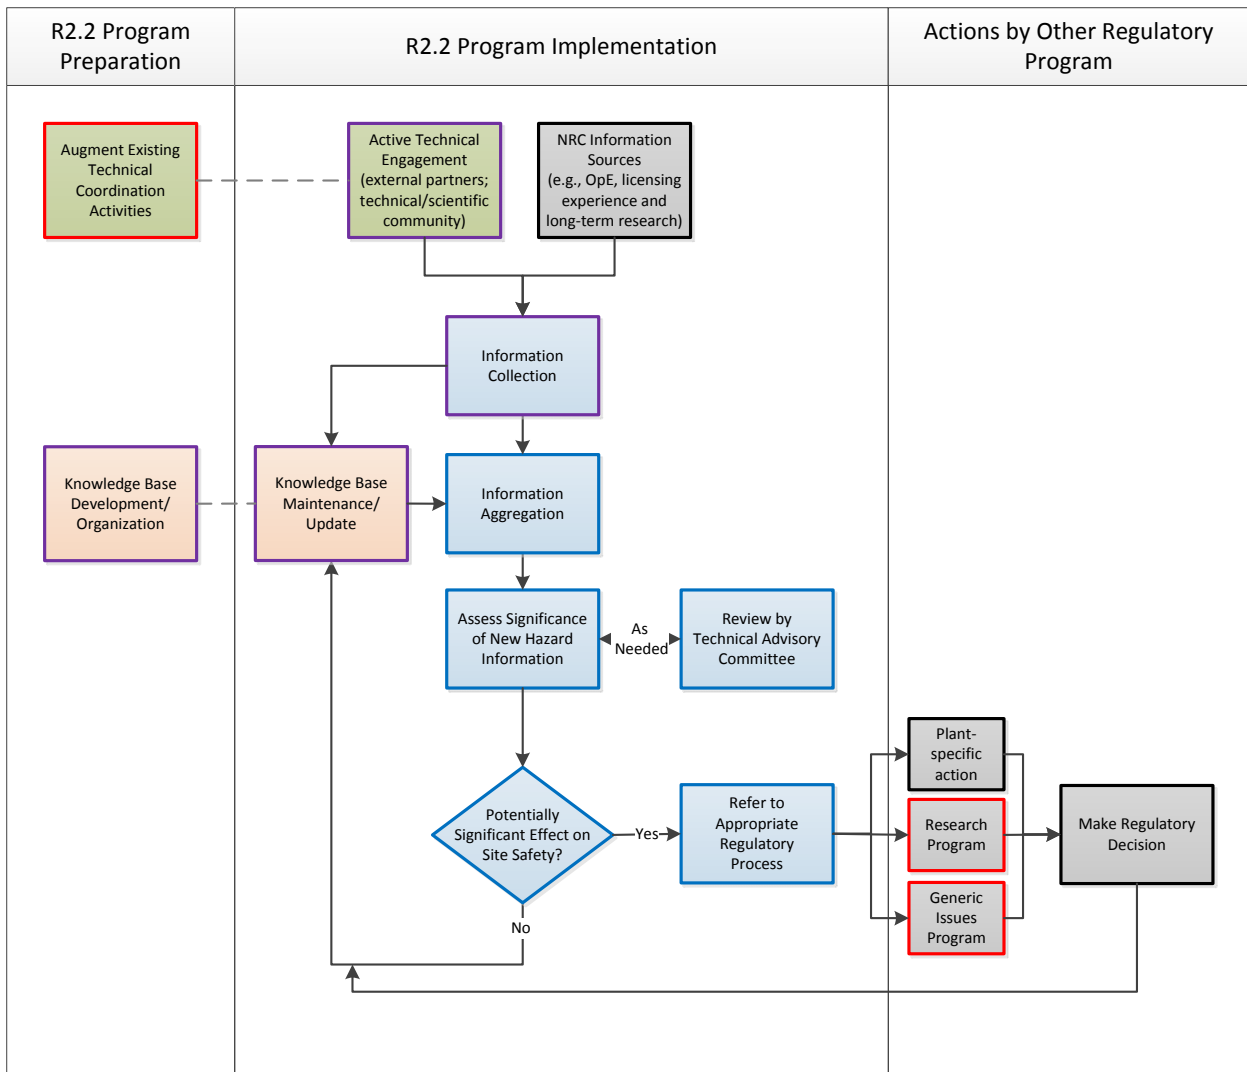 R2.2 Program
Preparation
R2.2 Program Implementation
Actions by Other Regulatory
Program
Augment Existing
Technical
Coordination
Activities
Active Technical
Engagement
(external partners;
technical/scientific
community)
NRC Information
Sources
(e.g., OpE, licensing
experience and
long-term research)
Information
Collection
Knowledge Base
Development/
Organization
Knowledge Base
Maintenance/
Update
Information
Aggregation
Assess Significance
of New Hazard
Information
As
Needed
Review by
Technical Advisory
Committee
Potentially
Significant Effect on
Site Safety?
Yes
No
Refer to
Appropriate
Regulatory
Process
Plant-
specific
action
Research
Program
Generic
Issues
Program
Make Regulatory
Decision